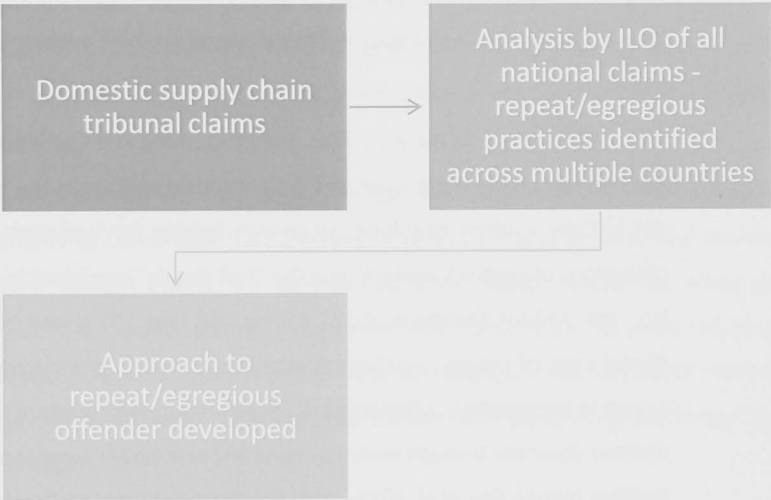 Domestic supply chain
tribunal claims
Analysis by ILO of all
national claims -
repeat/egregious
practices identified
across multiple countries
Approach to
repeat/egregious
offender developed